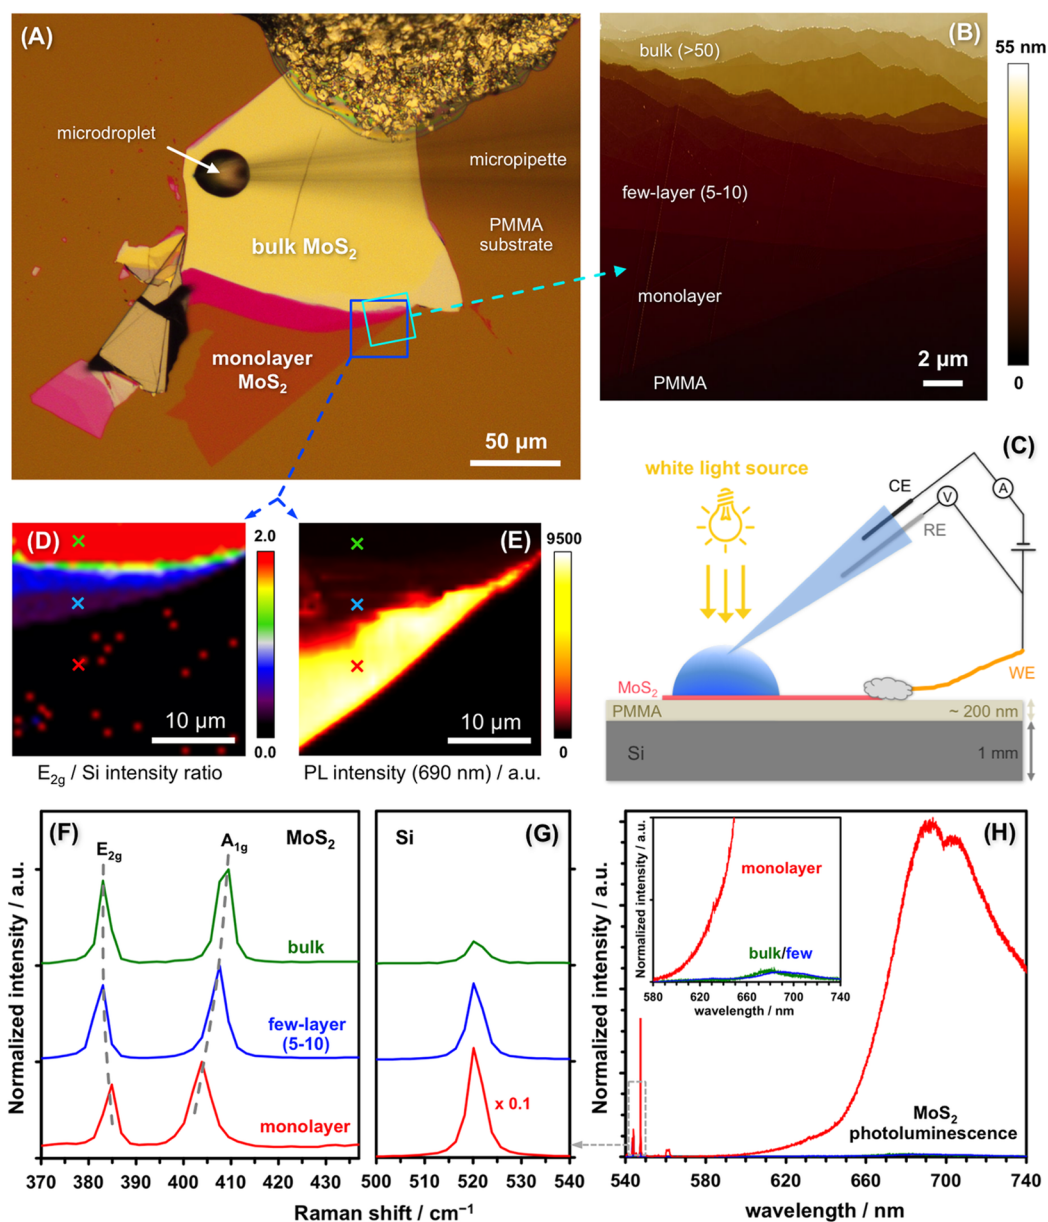 (A)
microdroplet
micropipette
PMMA
substrate
bulk MoS2
monolayer
MoS2
50 μm
(B)
bulk (>50)
few-layer (5-10)
monolayer
PMMA
2 μm
55 nm
0
(C)
white light source
CE
A
V
RE
MoS2
WE
PMMA
~ 200 nm
Si
1 mm
(D)
2.0
0.0
10 μm
E2g / Si intensity ratio
(E)
9500
0
10 μm
PL intensity (690 nm) / a.u.
(F)
E2g
A1g
MoS2
bulk
few-layer
(5-10)
monolayer
Normalized intensity / a.u.
370 380 390 400 410 420 430
Si
(G)
x 0.1
500 510 520 530 540
Raman shift / cm−1
(H)
Normalized intensity / a.u.
monolayer
bulk/few
Normalized intensity / a.u.
580 620 660 700 740
wavelength / nm
MoS2
photoluminescence
540 580 620 660 700 740
wavelength / nm